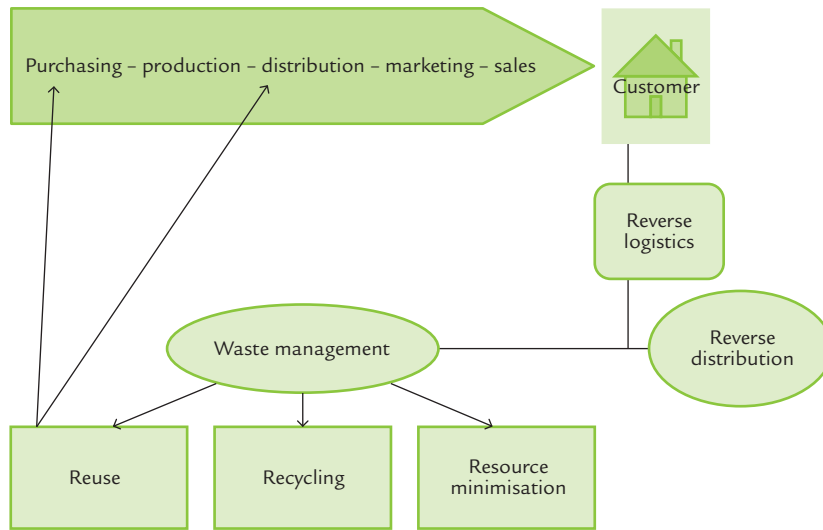 Purchasing – production – distribution – marketing – sales
Customer
Reverse
logistics
Waste management
Reverse
distribution
Reuse
Recycling
Resource
minimisation